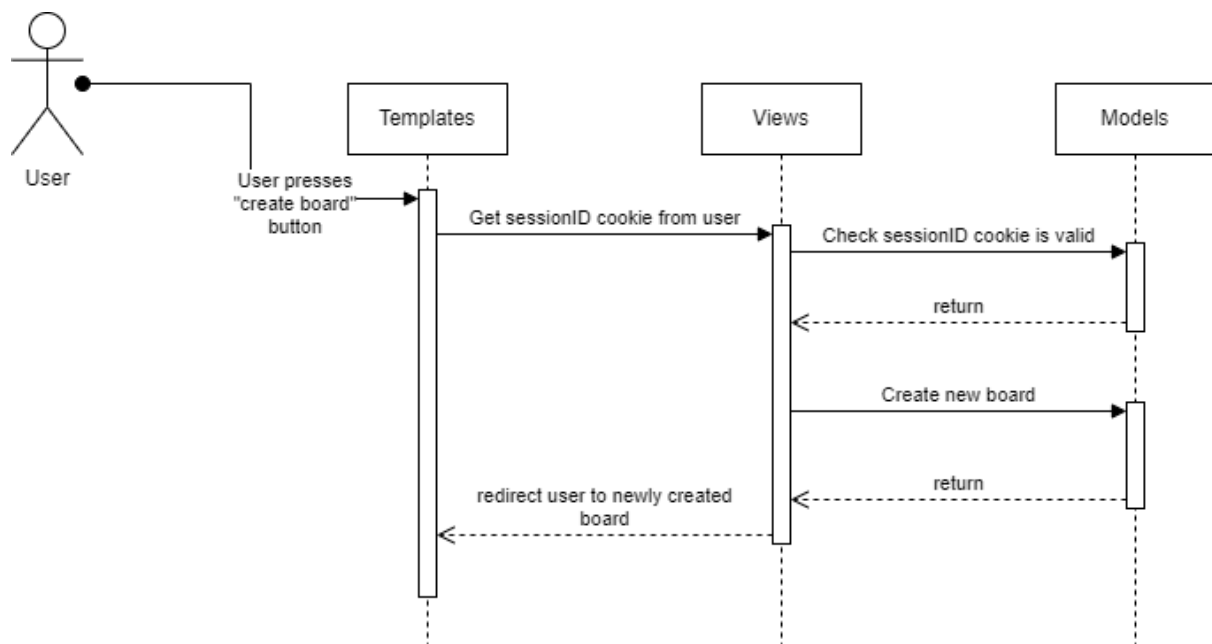 Templates
Views
Models
User
User presses
"create board"
button
Get sessionID cookie from user
Check sessionID cookie is valid
return
Create new board
return
redirect user to newly created
board